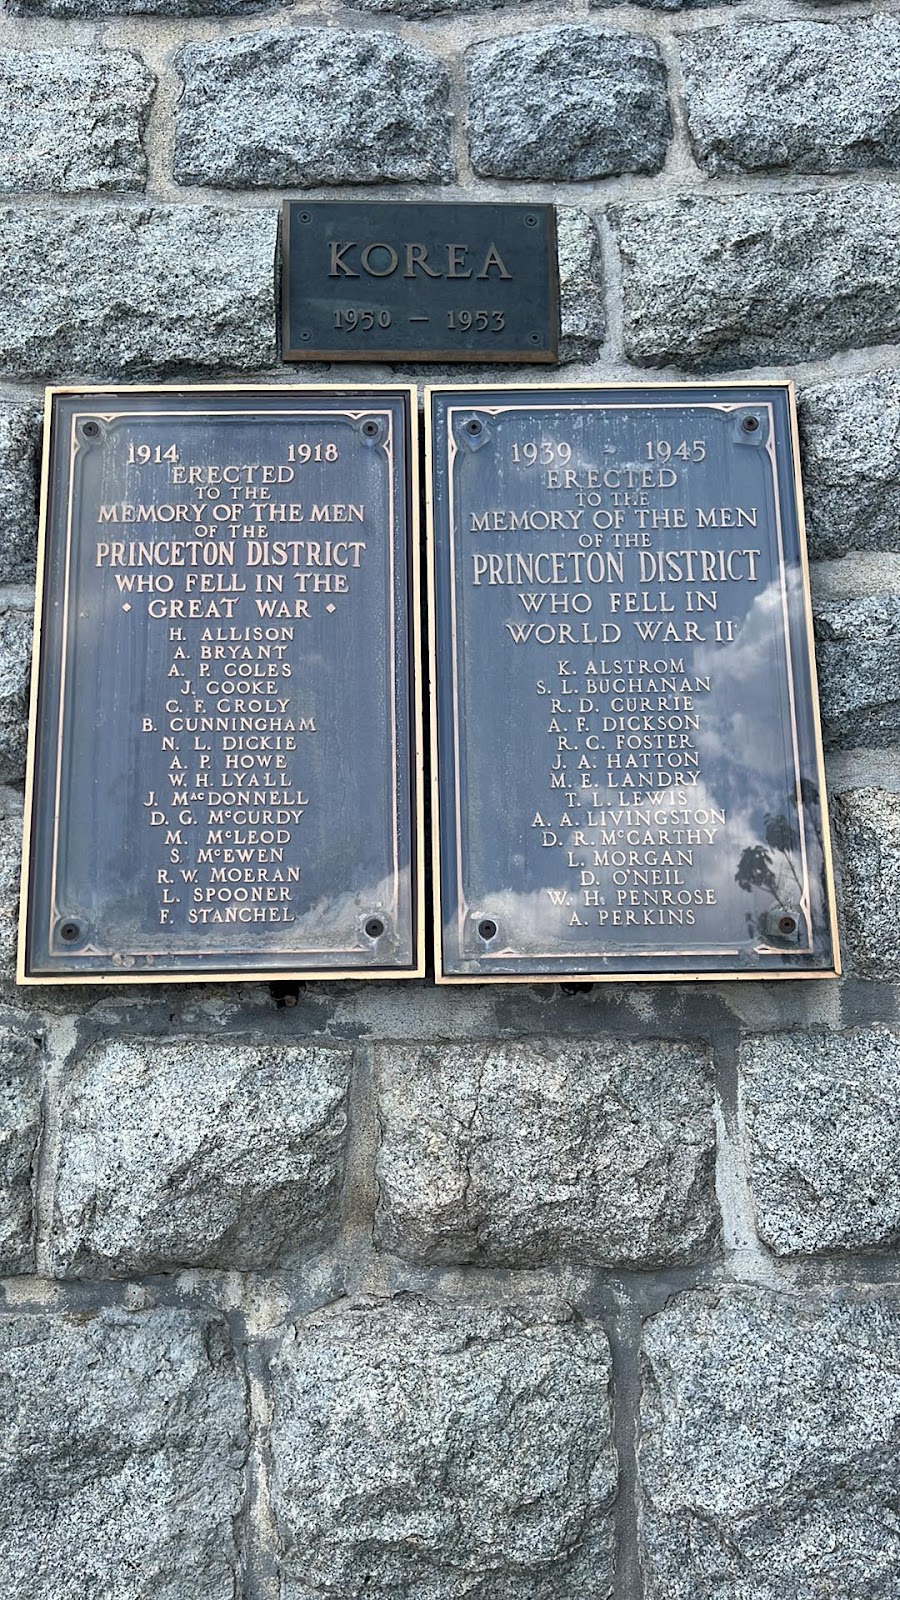 KOREA
1950 — 1953
1914 1918
ERECTED
TO THE
MEMORY OF THE MEN
OF THE
PRINCETON DISTRICT
WHO FELL IN THE
• GREAT WAR •
H. ALLISON
A. BRYANT
A. P. COLES
J. COOKE
C. F. CROLY
B. CUNNINGHAM
N. L. DICKIE
A. P. HOWE
W. H. LYALL
J. MacDONNELL
D. G. McCURDY
M. McLEOD
S. McEWEN
R. W. MOERAN
L. SPOONER
F. STANCHEL
1939 - 1945
ERECTED
TO THE
MEMORY OF THE MEN
OF THE
PRINCETON DISTRICT
WHO FELL IN
WORLD WAR II
K. ALSTROM
S. L. BUCHANAN
R. D. CURRIE
A. F. DICKSON
R. C. FOSTER
J. A. HATTON
M. E. LANDRY
T. L. LEWIS
A. A. LIVINGSTON
D. R. McCARTHY
L. MORGAN
D. O'NEIL
W. H. PENROSE
A. PERKINS